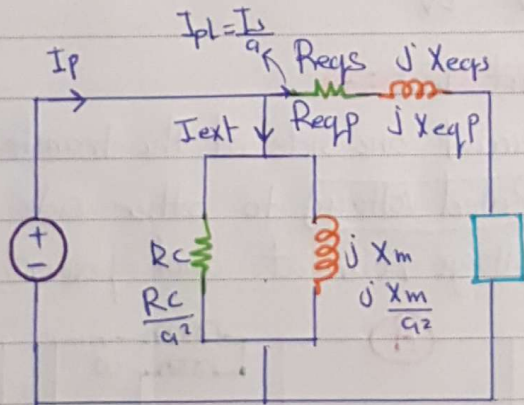 IpL = Is/a
Reqs j Xeqs
Ip
Iext Reqp j Xeqp
+
−
Rc j Xm
Rc/a² j Xm/a²